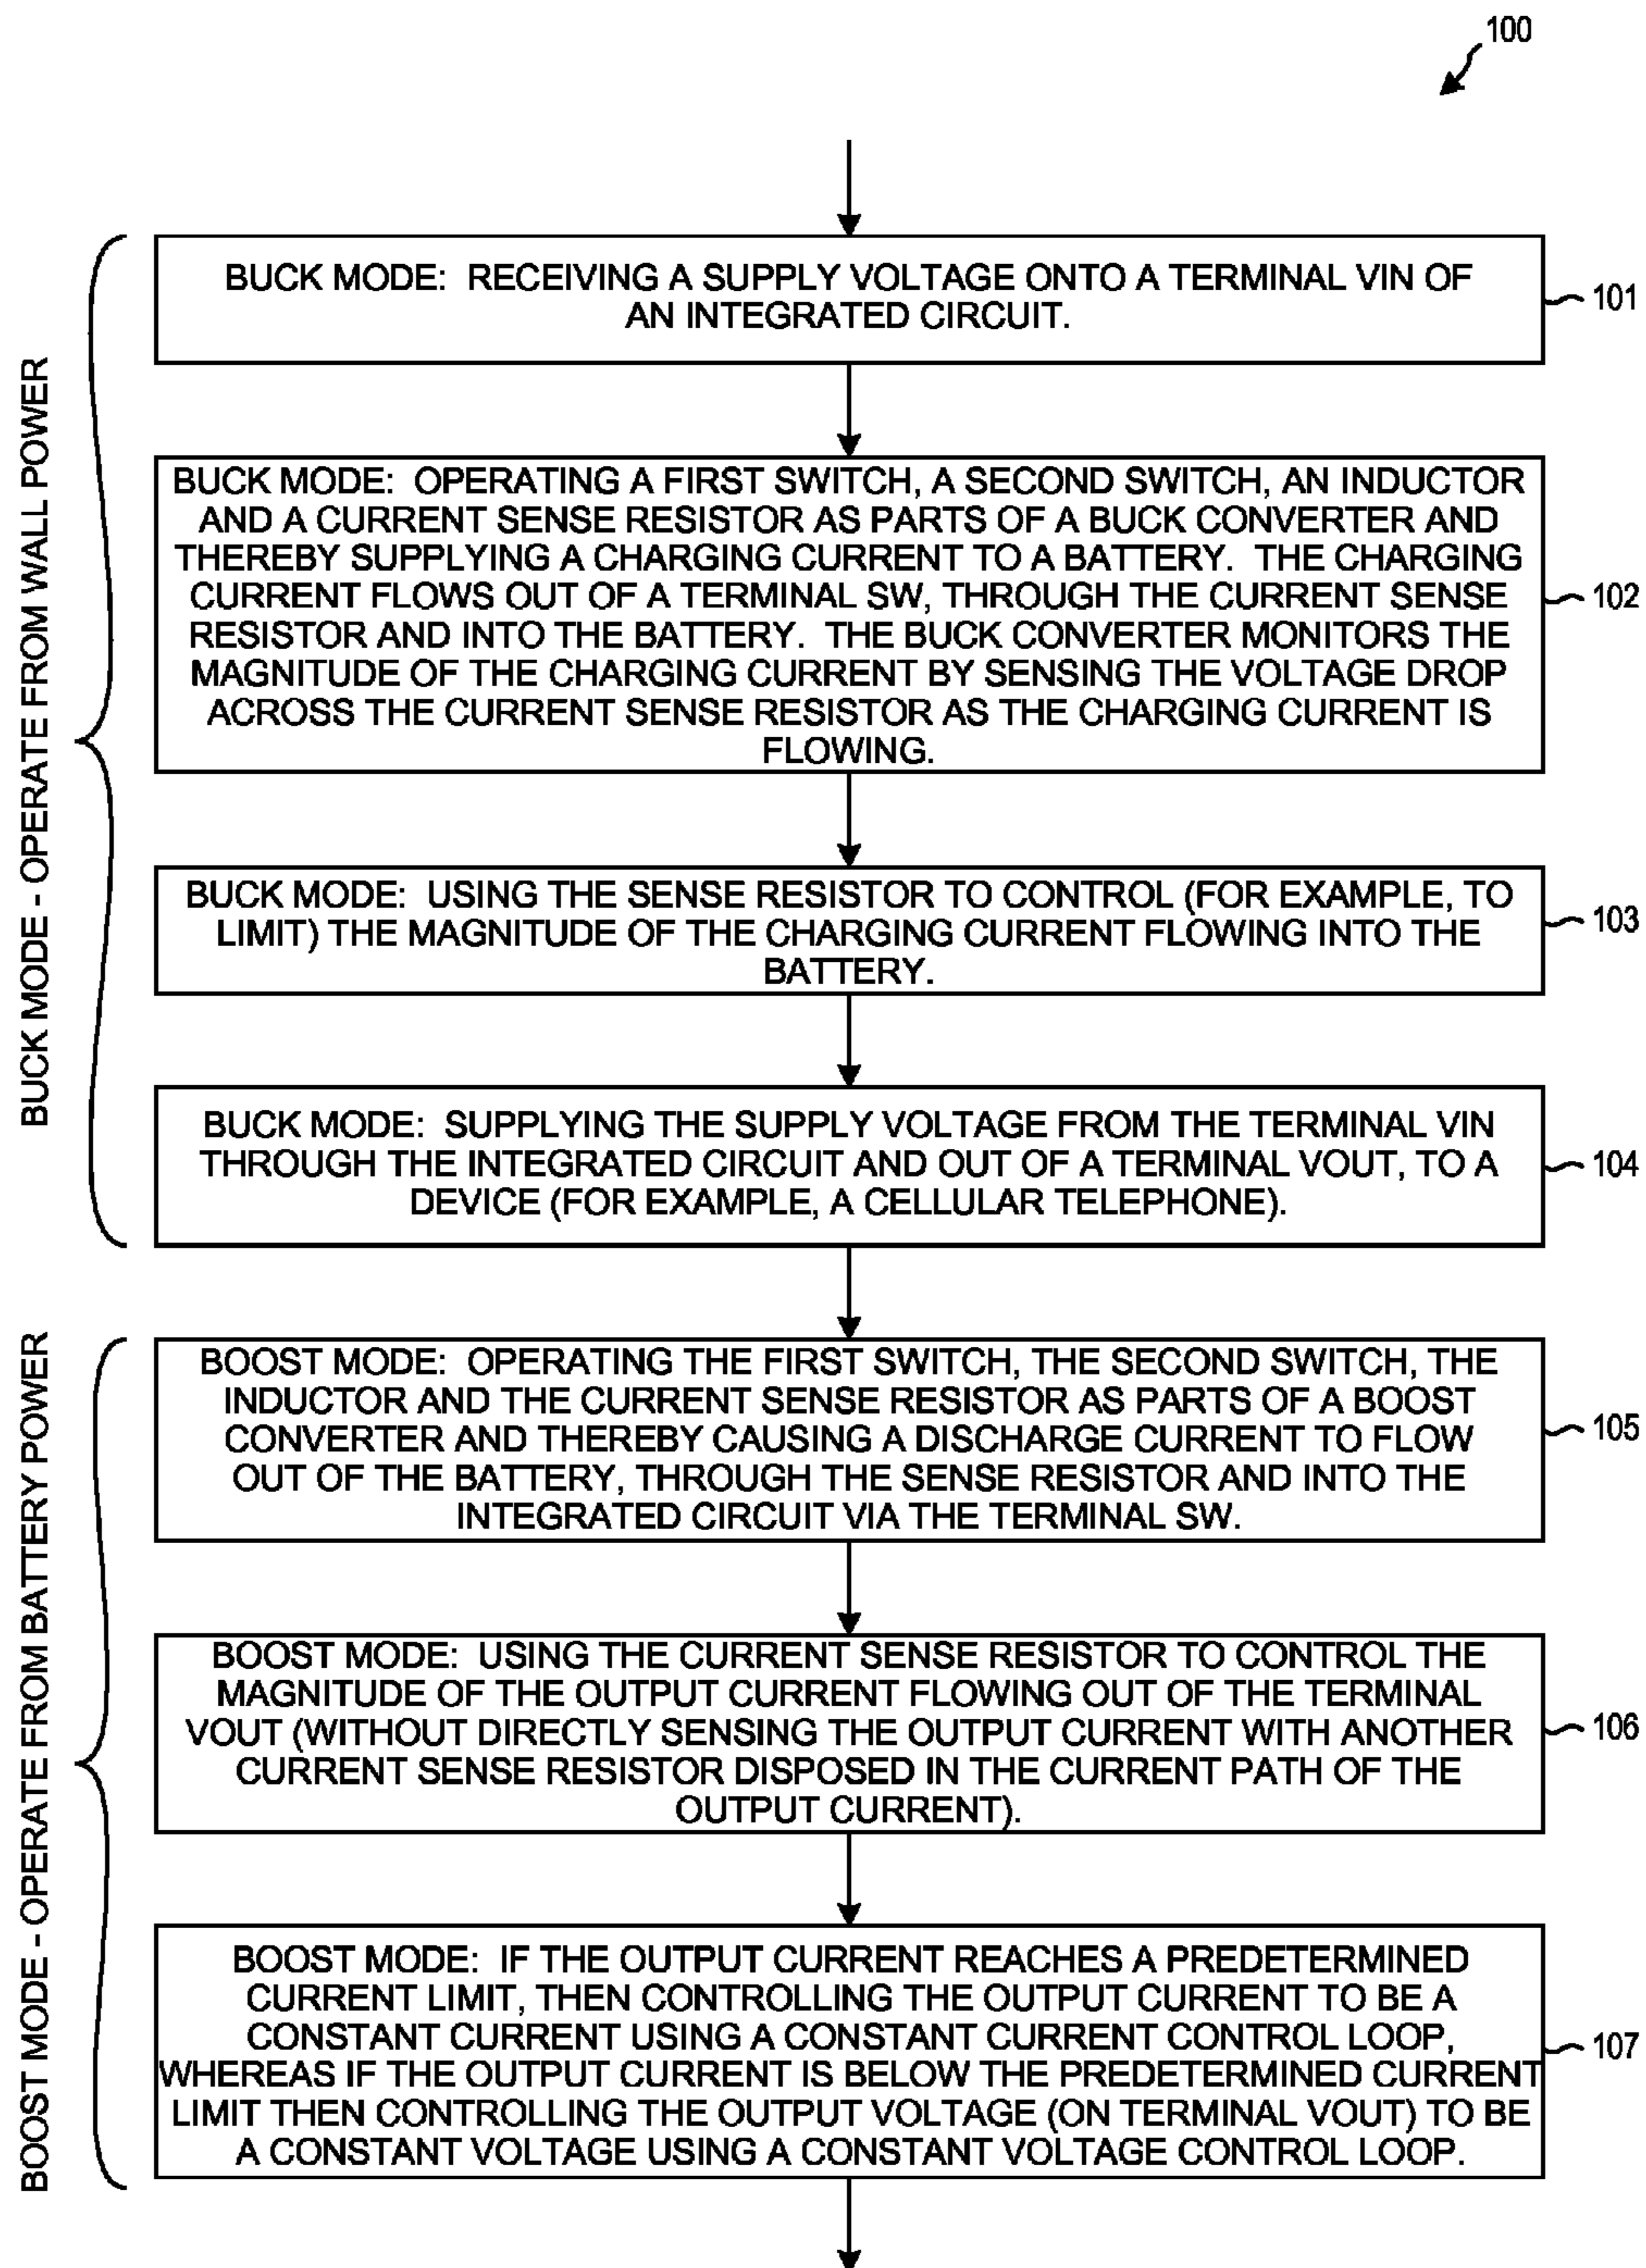 100
BUCK MODE - OPERATE FROM WALL POWER
BUCK MODE: RECEIVING A SUPPLY VOLTAGE ONTO A TERMINAL VIN OF
AN INTEGRATED CIRCUIT.
101
BUCK MODE: OPERATING A FIRST SWITCH, A SECOND SWITCH, AN INDUCTOR
AND A CURRENT SENSE RESISTOR AS PARTS OF A BUCK CONVERTER AND
THEREBY SUPPLYING A CHARGING CURRENT TO A BATTERY. THE CHARGING
CURRENT FLOWS OUT OF A TERMINAL SW, THROUGH THE CURRENT SENSE
RESISTOR AND INTO THE BATTERY. THE BUCK CONVERTER MONITORS THE
MAGNITUDE OF THE CHARGING CURRENT BY SENSING THE VOLTAGE DROP
ACROSS THE CURRENT SENSE RESISTOR AS THE CHARGING CURRENT IS
FLOWING.
102
BUCK MODE: USING THE SENSE RESISTOR TO CONTROL (FOR EXAMPLE, TO
LIMIT) THE MAGNITUDE OF THE CHARGING CURRENT FLOWING INTO THE
BATTERY.
103
BUCK MODE: SUPPLYING THE SUPPLY VOLTAGE FROM THE TERMINAL VIN
THROUGH THE INTEGRATED CIRCUIT AND OUT OF A TERMINAL VOUT, TO A
DEVICE (FOR EXAMPLE, A CELLULAR TELEPHONE).
104
BOOST MODE - OPERATE FROM BATTERY POWER
BOOST MODE: OPERATING THE FIRST SWITCH, THE SECOND SWITCH, THE
INDUCTOR AND THE CURRENT SENSE RESISTOR AS PARTS OF A BOOST
CONVERTER AND THEREBY CAUSING A DISCHARGE CURRENT TO FLOW
OUT OF THE BATTERY, THROUGH THE SENSE RESISTOR AND INTO THE
INTEGRATED CIRCUIT VIA THE TERMINAL SW.
105
BOOST MODE: USING THE CURRENT SENSE RESISTOR TO CONTROL THE
MAGNITUDE OF THE OUTPUT CURRENT FLOWING OUT OF THE TERMINAL
VOUT (WITHOUT DIRECTLY SENSING THE OUTPUT CURRENT WITH ANOTHER
CURRENT SENSE RESISTOR DISPOSED IN THE CURRENT PATH OF THE
OUTPUT CURRENT).
106
BOOST MODE: IF THE OUTPUT CURRENT REACHES A PREDETERMINED
CURRENT LIMIT, THEN CONTROLLING THE OUTPUT CURRENT TO BE A
CONSTANT CURRENT USING A CONSTANT CURRENT CONTROL LOOP,
WHEREAS IF THE OUTPUT CURRENT IS BELOW THE PREDETERMINED CURRENT
LIMIT THEN CONTROLLING THE OUTPUT VOLTAGE (ON TERMINAL VOUT) TO BE
A CONSTANT VOLTAGE USING A CONSTANT VOLTAGE CONTROL LOOP.
107